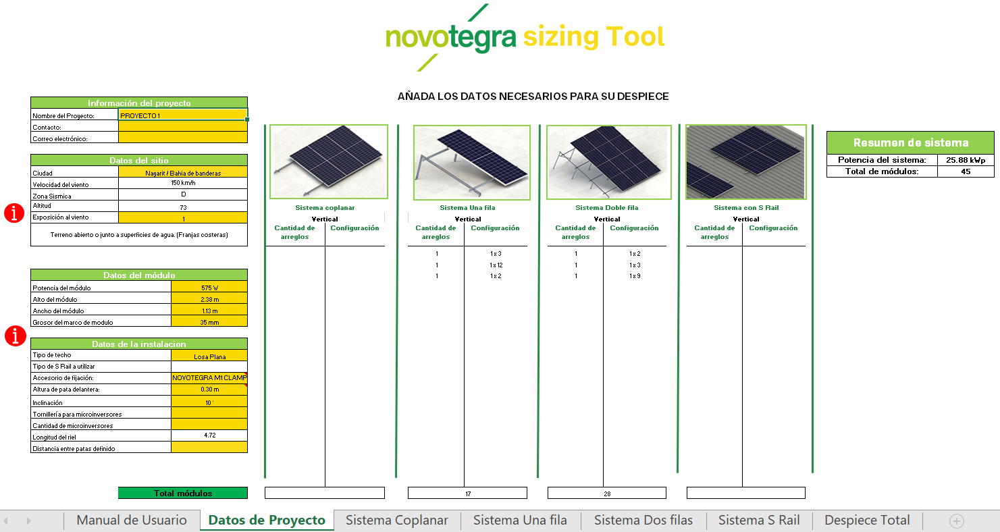 novotegra sizing Tool
AÑADA LOS DATOS NECESARIOS PARA SU DESPIECE
Información del proyecto
Nombre del Proyecto: PROYECTO 1
Contacto:
Correo electrónico:
Datos del sitio
Ciudad Nayarit / Bahia de banderas
Velocidad del viento 150 km/h
Zona Sismica D
Altitud 73
Exposición al viento 1
Terreno abierto o junto a superficies de agua. (Franjas costeras)
Datos del módulo
Potencia del módulo 575 W
Alto del módulo 2.38 m
Ancho del módulo 1.13 m
Grosor del marco de modulo 35 mm
Datos de la instalacion
Tipo de techo Losa Plana
Tipo de S Rail a utilizar
Accesorio de fijación: NOVOTEGRA M1 CLAMP
Altura de pata delantera: 0.30 m
Inclinación 10 °
Tornillería para microinversores
Cantidad de microinversores
Longitud del riel 4.72
Distancia entre patas definido
Total módulos
Sistema coplanar
Vertical
Cantidad de arreglos Configuración
Sistema Una fila
Vertical
Cantidad de arreglos Configuración
1 1 x 3
1 1 x 12
1 1 x 2
17
Sistema Doble fila
Vertical
Cantidad de arreglos Configuración
1 1 x 2
1 1 x 3
1 1 x 9
28
Sistema con S Rail
Vertical
Cantidad de arreglos Configuración
Resumen de sistema
Potencia del sistema: 25.88 kWp
Total de módulos: 45
Manual de Usuario Datos de Proyecto Sistema Coplanar Sistema Una fila Sistema Dos filas Sistema S Rail Despiece Total